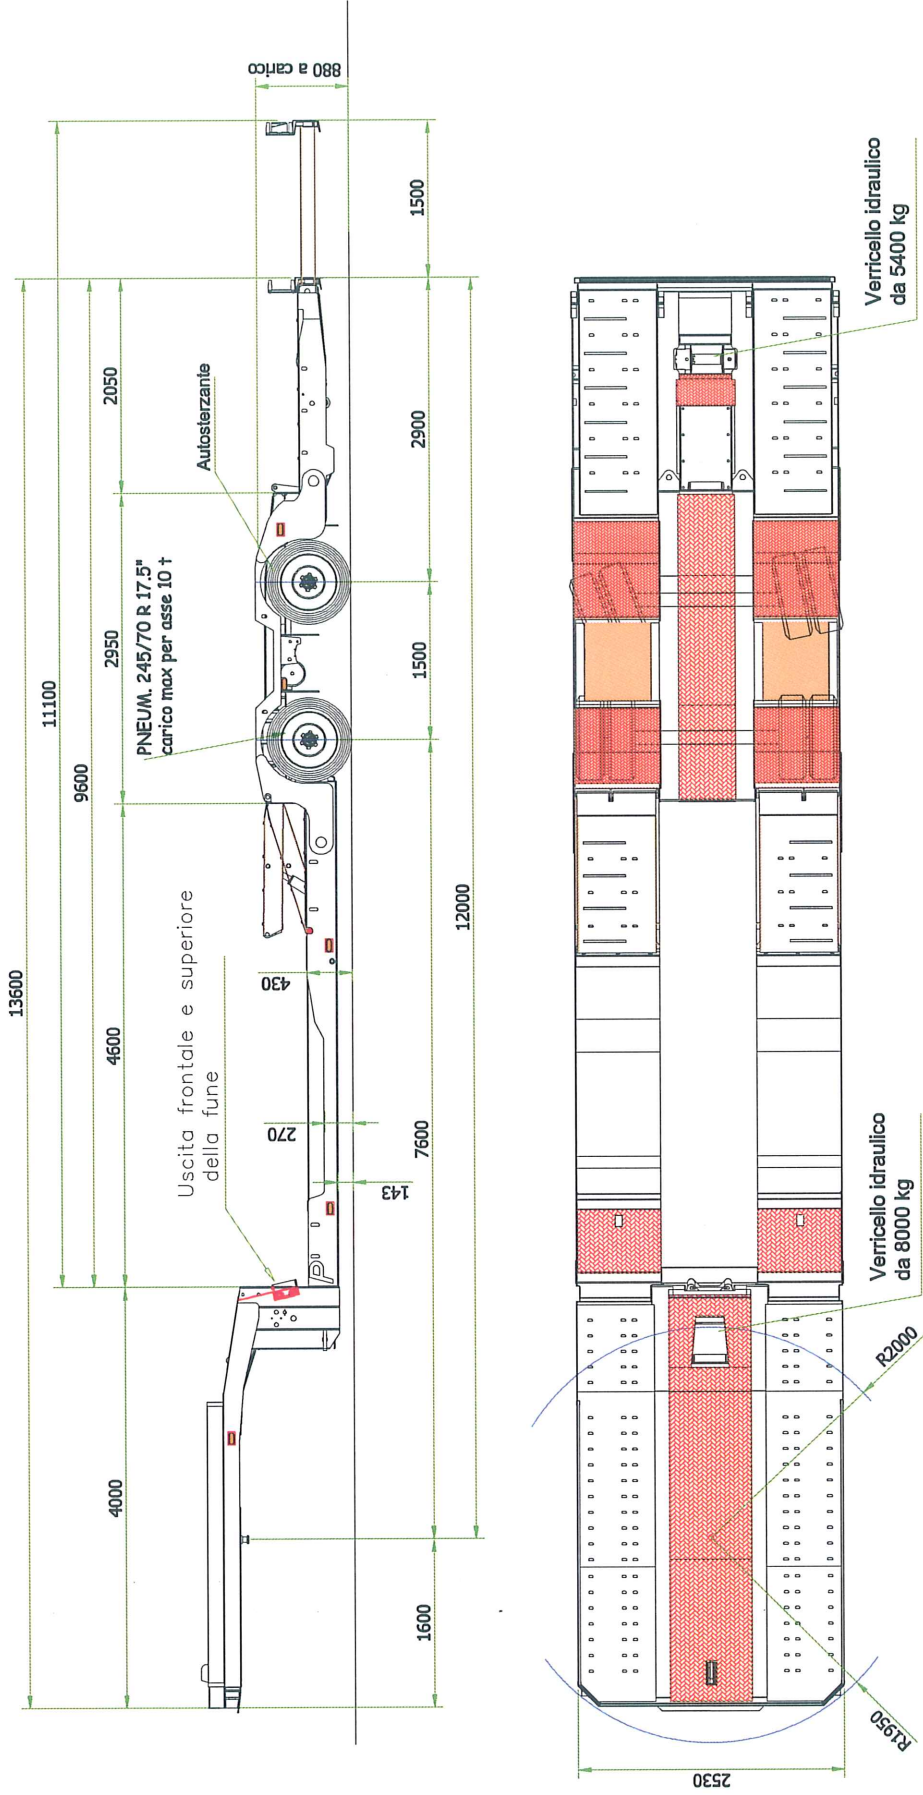 13600
11100
9600
4000
4600
2950
2050
Uscita frontale e superiore
della fune
PNEUM. 245/70 R 17.5"
carico max per asse 10 t
Autosterzante
880 a carico
430
270
143
1600
7600
1500
2900
1500
12000
2530
R1950
R2000
Verricello idraulico
da 8000 kg
Verricello idraulico
da 5400 kg